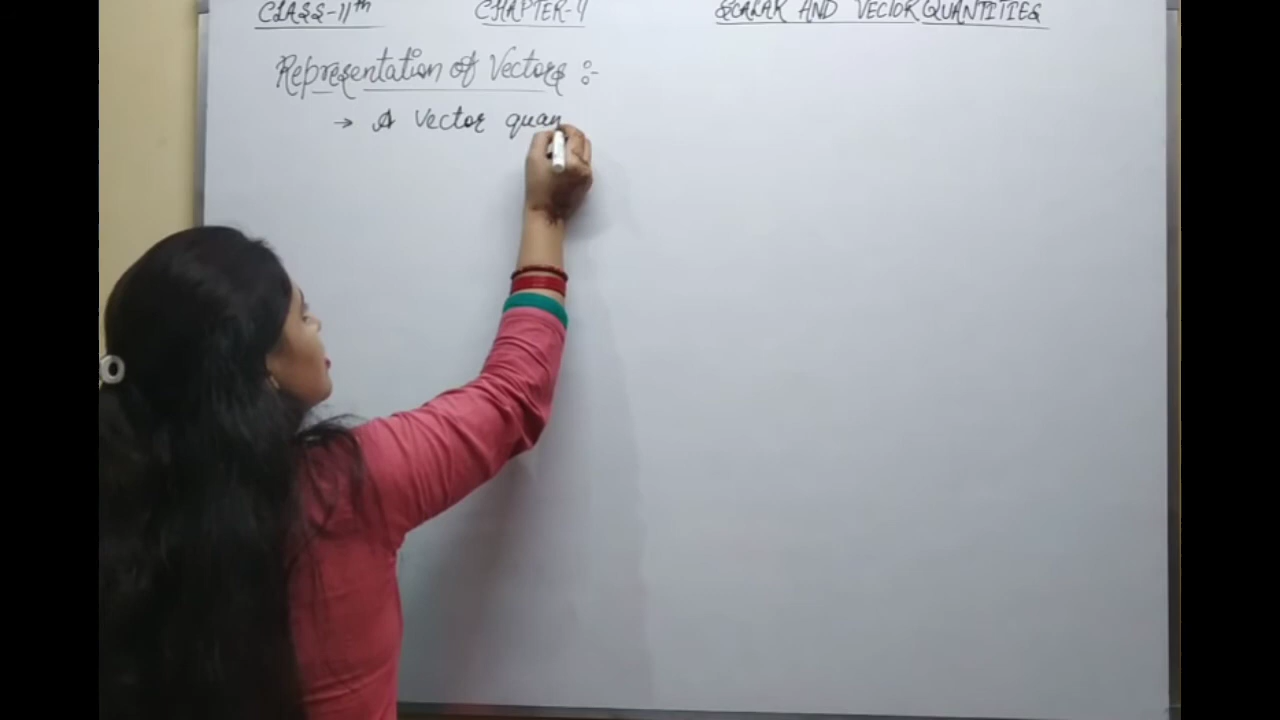 CLASS-11th CHAPTER-4 SCALAR AND VECTOR QUANTITIES
Representation of Vectors :-
→ A Vector quan